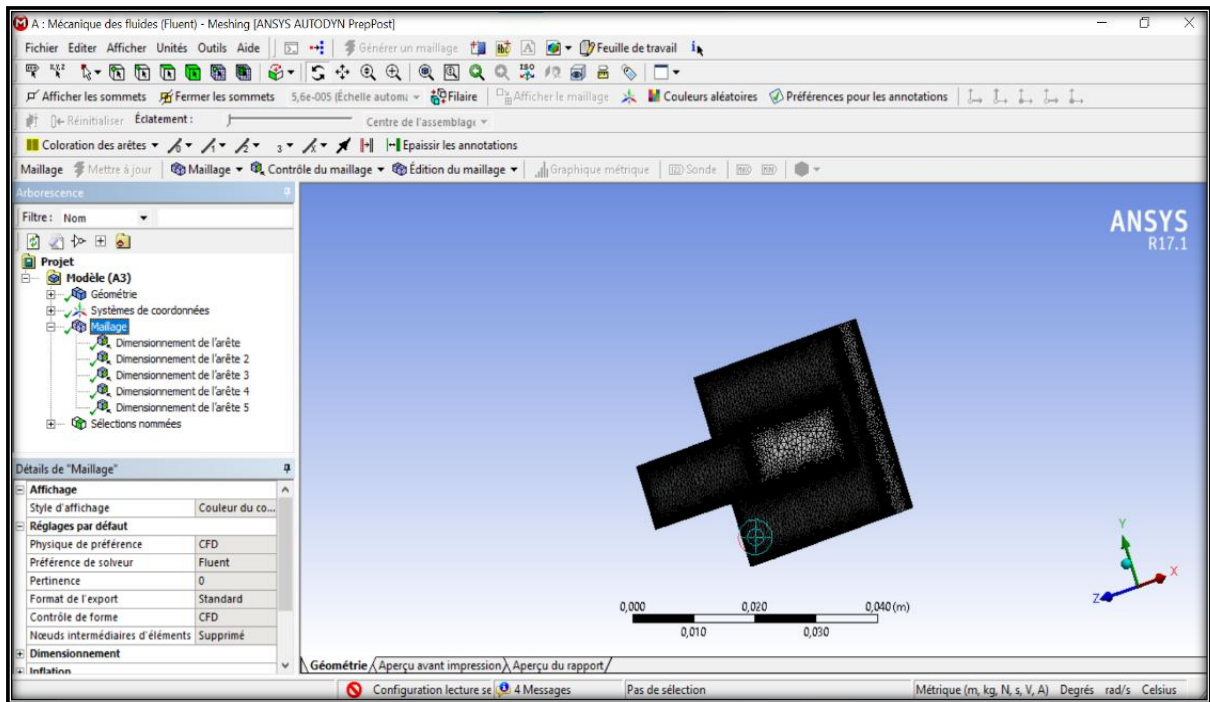 A : Mécanique des fluides (Fluent) - Meshing [ANSYS AUTODYN PrepPost]
Fichier Editer Afficher Unités Outils Aide Générer un maillage Feuille de travail
Afficher les sommets Fermer les sommets 5,6e-005 (Échelle automa Filaire Afficher le maillage Couleurs aléatoires Préférences pour les annotations
Réinitialiser Éclatement : Centre de l'assemblage
Coloration des arêtes Epaissir les annotations
Maillage Mettre à jour Maillage Contrôle du maillage Édition du maillage Graphique métrique Sonde
Arborescence
Filtre : Nom
Projet
Modèle (A3)
Géométrie
Systèmes de coordonnées
Maillage
Dimensionnement de l'arête
Dimensionnement de l'arête 2
Dimensionnement de l'arête 3
Dimensionnement de l'arête 4
Dimensionnement de l'arête 5
Sélections nommées
Détails de "Maillage"
Affichage
Style d'affichage Couleur du co...
Réglages par défaut
Physique de préférence CFD
Préférence de solveur Fluent
Pertinence 0
Format de l'export Standard
Contrôle de forme CFD
Nœuds intermédiaires d'éléments Supprimé
Dimensionnement
Inflation
ANSYS
R17.1
Y
X
Z
0,000 0,020 0,040 (m)
0,010 0,030
Géométrie Aperçu avant impression Aperçu du rapport
Configuration lecture se 4 Messages Pas de sélection Métrique (m, kg, N, s, V, A) Degrés rad/s Celsius